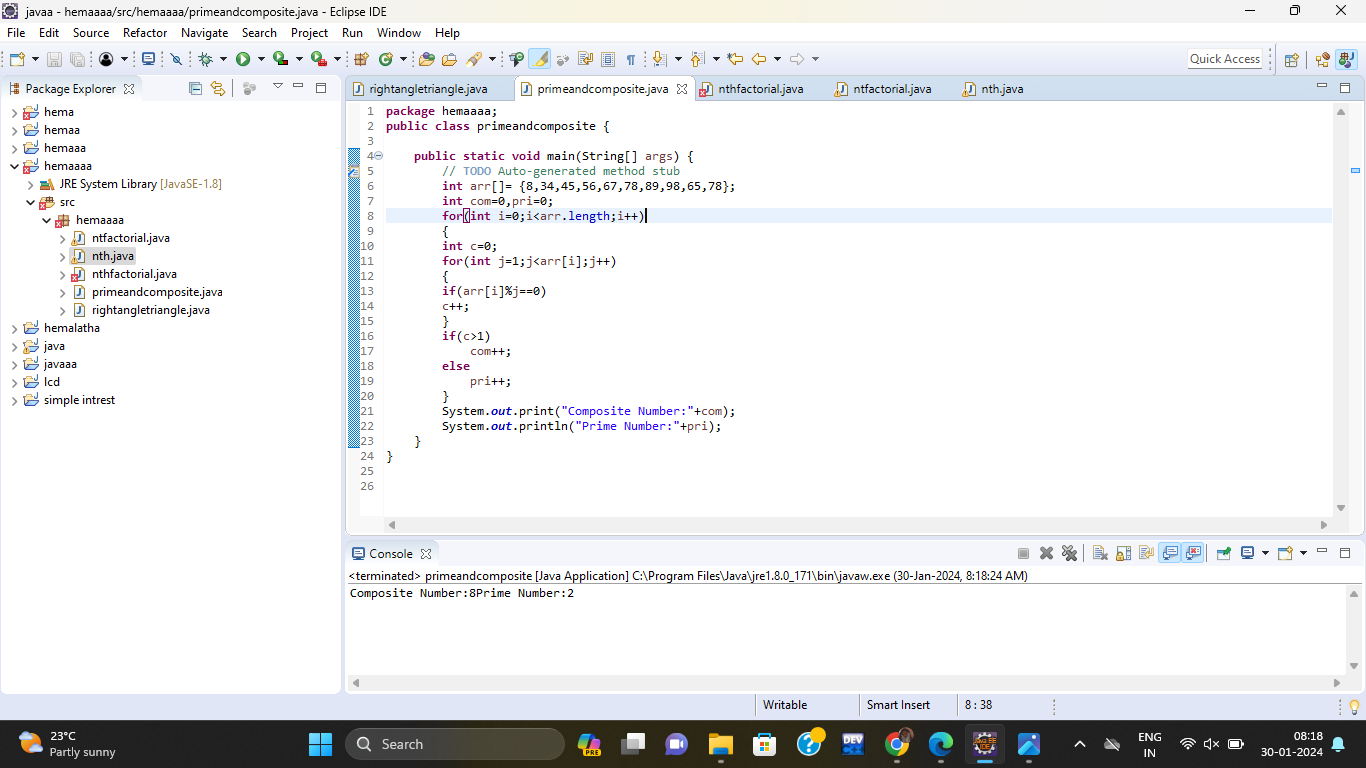 javaa - hemaaaa/src/hemaaaa/primeandcomposite.java - Eclipse IDE
File Edit Source Refactor Navigate Search Project Run Window Help
Quick Access
Package Explorer
hema
hemaa
hemaaa
hemaaaa
JRE System Library [JavaSE-1.8]
src
hemaaaa
ntfactorial.java
nth.java
nthfactorial.java
primeandcomposite.java
rightangletriangle.java
hemalatha
java
javaaa
lcd
simple intrest
rightangletriangle.java primeandcomposite.java nthfactorial.java ntfactorial.java nth.java
1 package hemaaaa;
2 public class primeandcomposite {
3
4 public static void main(String[] args) {
5 // TODO Auto-generated method stub
6 int arr[]= {8,34,45,56,67,78,89,98,65,78};
7 int com=0,pri=0;
8 for(int i=0;i<arr.length;i++)
9 {
10 int c=0;
11 for(int j=1;j<arr[i];j++)
12 {
13 if(arr[i]%j==0)
14 c++;
15 }
16 if(c>1)
17 com++;
18 else
19 pri++;
20 }
21 System.out.print("Composite Number:"+com);
22 System.out.println("Prime Number:"+pri);
23 }
24 }
25
26
Console
<terminated> primeandcomposite [Java Application] C:\Program Files\Java\jre1.8.0_171\bin\javaw.exe (30-Jan-2024, 8:18:24 AM)
Composite Number:8Prime Number:2
Writable Smart Insert 8 : 38
23°C
Partly sunny
Search
PRE
DEV
Java EE
IDE
ENG
IN
08:18
30-01-2024